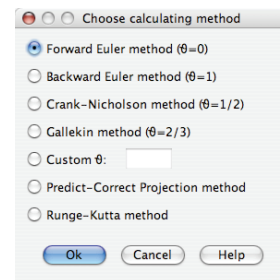 Choose calculating method
Forward Euler method (θ=0)
Backward Euler method (θ=1)
Crank-Nicholson method (θ=1/2)
Gallekin method (θ=2/3)
Custom θ:
Predict-Correct Projection method
Runge-Kutta method
Ok Cancel Help